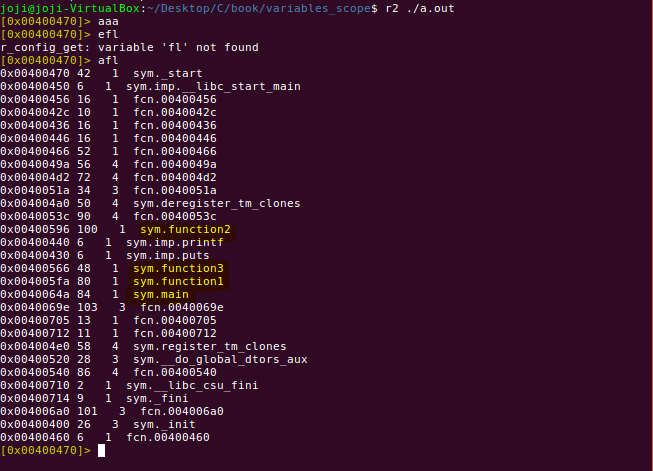 joji@joji-VirtualBox:~/Desktop/C/book/variables_scope$ r2 ./a.out
[0x00400470]> aaa
[0x00400470]> efl
r_config_get: variable 'fl' not found
[0x00400470]> afl
0x00400470 42 1 sym._start
0x00400450 6 1 sym.imp.__libc_start_main
0x00400456 16 1 fcn.00400456
0x0040042c 10 1 fcn.0040042c
0x00400436 16 1 fcn.00400436
0x00400446 16 1 fcn.00400446
0x00400466 52 1 fcn.00400466
0x0040049a 56 4 fcn.0040049a
0x004004d2 72 4 fcn.004004d2
0x0040051a 34 3 fcn.0040051a
0x004004a0 50 4 sym.deregister_tm_clones
0x0040053c 90 4 fcn.0040053c
0x00400596 100 1 sym.function2
0x00400440 6 1 sym.imp.printf
0x00400430 6 1 sym.imp.puts
0x00400566 48 1 sym.function3
0x004005fa 80 1 sym.function1
0x0040064a 84 1 sym.main
0x0040069e 103 3 fcn.0040069e
0x00400705 13 1 fcn.00400705
0x00400712 11 1 fcn.00400712
0x004004e0 58 4 sym.register_tm_clones
0x00400520 28 3 sym.__do_global_dtors_aux
0x00400540 86 4 fcn.00400540
0x00400710 2 1 sym.__libc_csu_fini
0x00400714 9 1 sym._fini
0x004006a0 101 3 fcn.004006a0
0x00400400 26 3 sym._init
0x00400460 6 1 fcn.00400460
[0x00400470]>